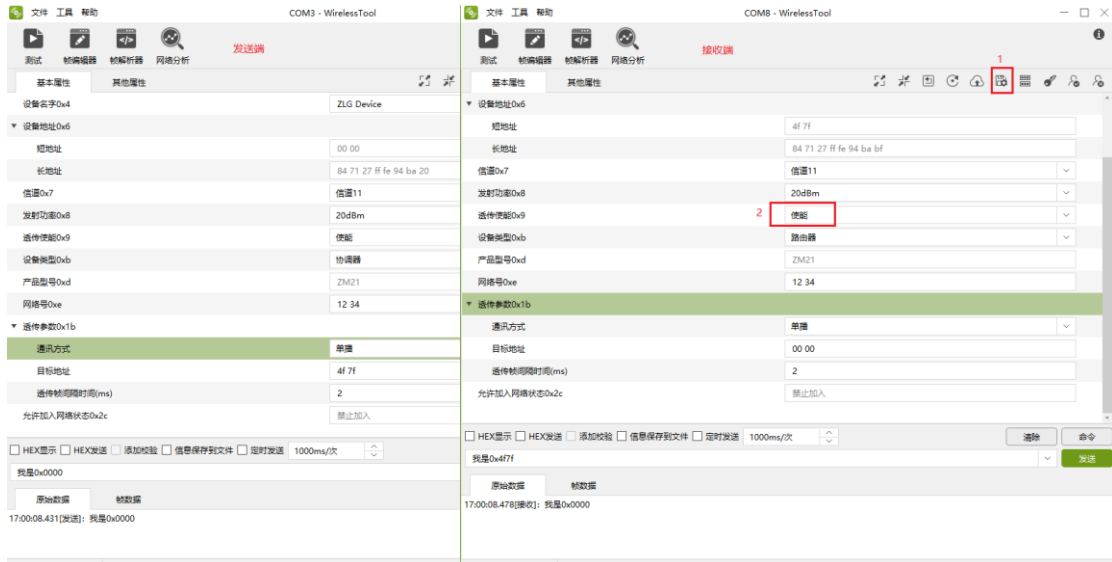 文件 工具 帮助 COM3 - WirelessTool
测试 帧编辑器 帧解析器 网络分析 发送端
基本属性 其他属性
设备名字0x4 ZLG Device
设备地址0x6
短地址 00 00
长地址 84 71 27 ff fe 94 ba 20
信道0x7 信道11
发射功率0x8 20dBm
透传使能0x9 使能
设备类型0xb 协调器
产品型号0xd ZM21
网络号0xe 12 34
透传参数0x1b
通讯方式 单播
目标地址 4f 7f
透传帧间隔时间(ms) 2
允许加入网络状态0x2c 禁止加入
HEX显示 HEX发送 添加校验 信息保存到文件 定时发送 1000ms/次
我是0x0000
原始数据 帧数据
17:00:08.431[发送]: 我是0x0000
文件 工具 帮助 COM8 - WirelessTool
测试 帧编辑器 帧解析器 网络分析 接收端
1
基本属性 其他属性
设备地址0x6
短地址 4f 7f
长地址 84 71 27 ff fe 94 ba bf
信道0x7 信道11
发射功率0x8 20dBm
透传使能0x9 2 使能
设备类型0xb 路由器
产品型号0xd ZM21
网络号0xe 12 34
透传参数0x1b
通讯方式 单播
目标地址 00 00
透传帧间隔时间(ms) 2
允许加入网络状态0x2c 禁止加入
HEX显示 HEX发送 添加校验 信息保存到文件 定时发送 1000ms/次 清除 命令
我是0x4f7f 发送
原始数据 帧数据
17:00:08.478[接收]: 我是0x0000